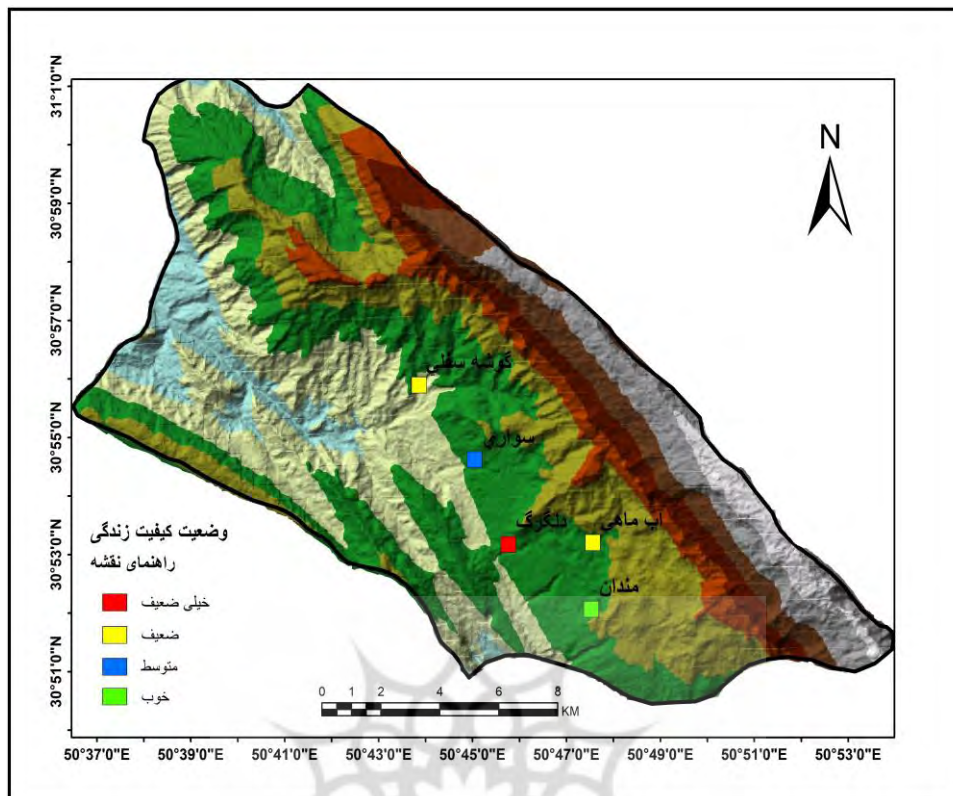 N
31°1'0"N
30°59'0"N
30°57'0"N
30°55'0"N
30°53'0"N
30°51'0"N
گوشه سفلی
سواری
دلگرگ
آب ماهی
مندان
وضعیت کیفیت زندگی
راهنمای نقشه
خیلی ضعیف
ضعیف
متوسط
خوب
0 1 2 4 6 8
KM
50°37'0"E 50°39'0"E 50°41'0"E 50°43'0"E 50°45'0"E 50°47'0"E 50°49'0"E 50°51'0"E 50°53'0"E